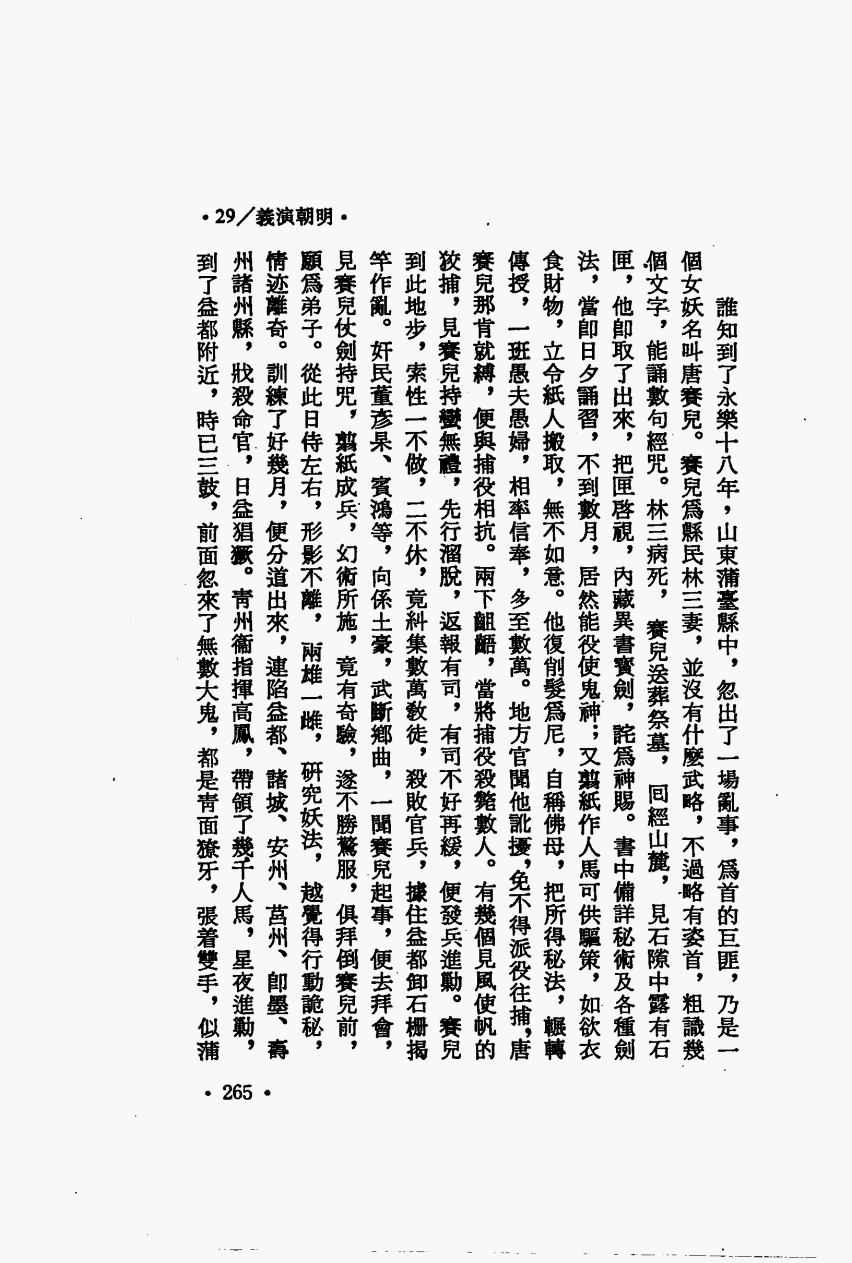 •29／義演朝明•
誰知到了永樂十八年，山東蒲臺縣中，忽出了一場亂事，爲首的巨匪，乃是一
個女妖名叫唐賽兒。賽兒爲縣民林三妻，並沒有什麼武略，不過略有姿首，粗識幾
個文字，能誦數句經咒。林三病死，賽兒送葬祭墓，回經山麓，見石隙中露有石
匣，他卽取了出來，把匣啓視，內藏異書寶劍，詫爲神賜。書中備詳秘術及各種劍
法，當卽日夕誦習，不到數月，居然能役使鬼神；又翦紙作人馬可供驅策，如欲衣
食財物，立令紙人搬取，無不如意。他復削髮爲尼，自稱佛母，把所得秘法，輾轉
傳授，一班愚夫愚婦，相率信奉，多至數萬。地方官聞他訛擾，免不得派役往捕，唐
賽兒那肯就縛，便與捕役相抗。兩下齟齬，當將捕役殺斃數人。有幾個見風使帆的
狡捕，見賽兒持蠻無禮，先行溜脫，返報有司，有司不好再緩，便發兵進勦。賽兒
到此地步，索性一不做，二不休，竟糾集數萬敎徒，殺敗官兵，據住益都卸石柵揭
竿作亂。奸民董彥杲、賓鴻等，向係土豪，武斷鄉曲，一聞賽兒起事，便去拜會，
見賽兒仗劍持咒，翦紙成兵，幻術所施，竟有奇驗，遂不勝驚服，俱拜倒賽兒前，
願爲弟子。從此日侍左右，形影不離，兩雄一雌，研究妖法，越覺得行動詭秘，
情迹離奇。訓練了好幾月，便分道出來，連陷益都、諸城、安州、莒州、卽墨、壽
州諸州縣，戕殺命官，日益猖獗。靑州衞指揮高鳳，帶領了幾千人馬，星夜進勦，
到了益都附近，時已三鼓，前面忽來了無數大鬼，都是靑面獠牙，張着雙手，似蒲
•265•